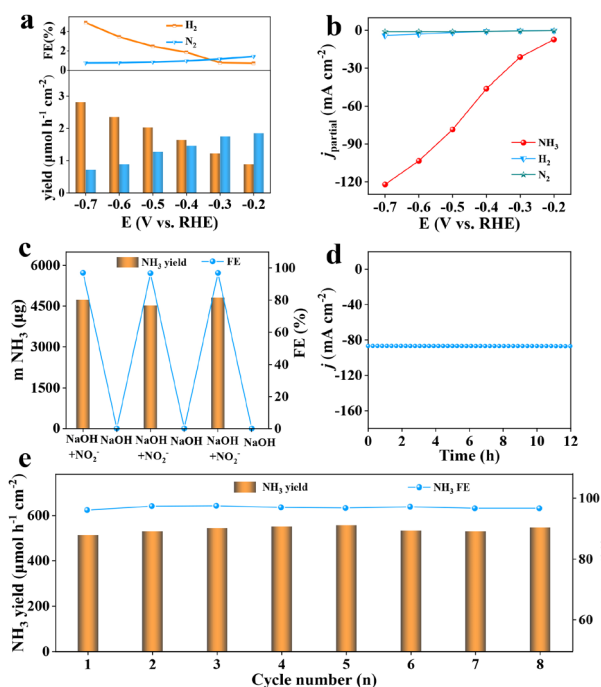 a
FE(%)
4
2
0
H₂
N₂
yield (μmol h⁻¹ cm⁻²)
3
2
1
0
-0.7 -0.6 -0.5 -0.4 -0.3 -0.2
E (V vs. RHE)
b
j partial (mA cm⁻²)
0
-30
-60
-90
-120
NH₃
H₂
N₂
-0.7 -0.6 -0.5 -0.4 -0.3 -0.2
E (V vs. RHE)
c
NH₃ yield FE
m NH₃ (μg)
6000
4500
3000
1500
0
100
80
60
40
20
0
FE (%)
NaOH NaOH NaOH NaOH NaOH NaOH
+NO₂⁻ +NO₂⁻ +NO₂⁻
d
j (mA cm⁻²)
0
-40
-80
-120
-160
0 2 4 6 8 10 12
Time (h)
e
NH₃ yield NH₃ FE
NH₃ yield (μmol h⁻¹ cm⁻²)
600
400
200
0
100
90
80
70
60
1 2 3 4 5 6 7 8
Cycle number (n)